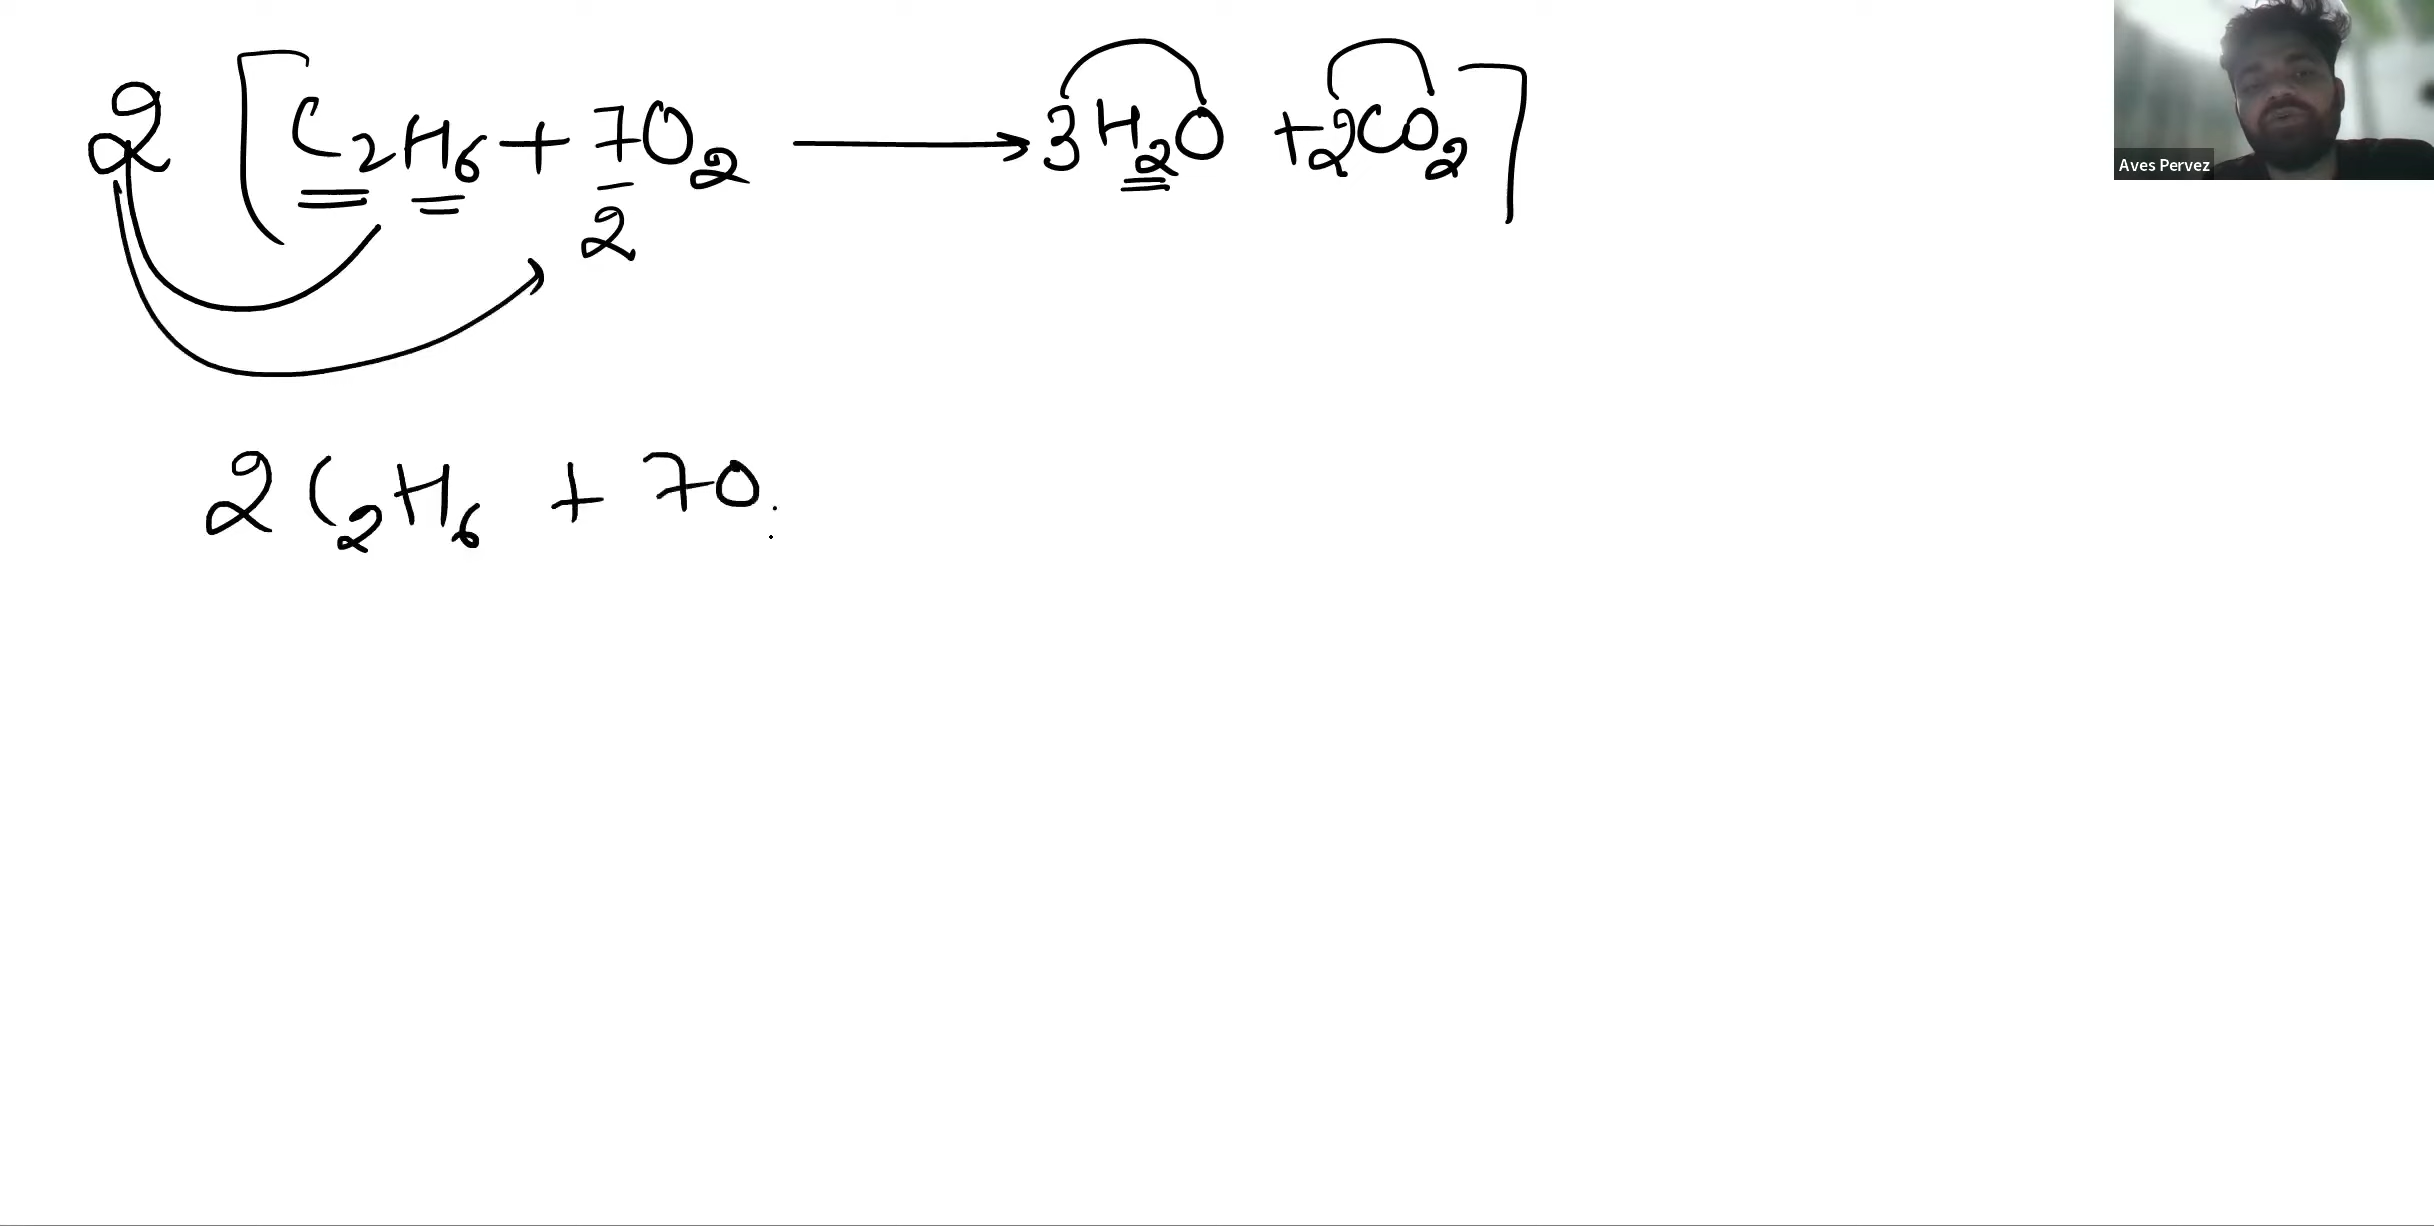 2 [C₂H₆ + 7/2 O₂ ⟶ 3H₂O + 2CO₂]
Aves Pervez
2C₂H₆ + 7O